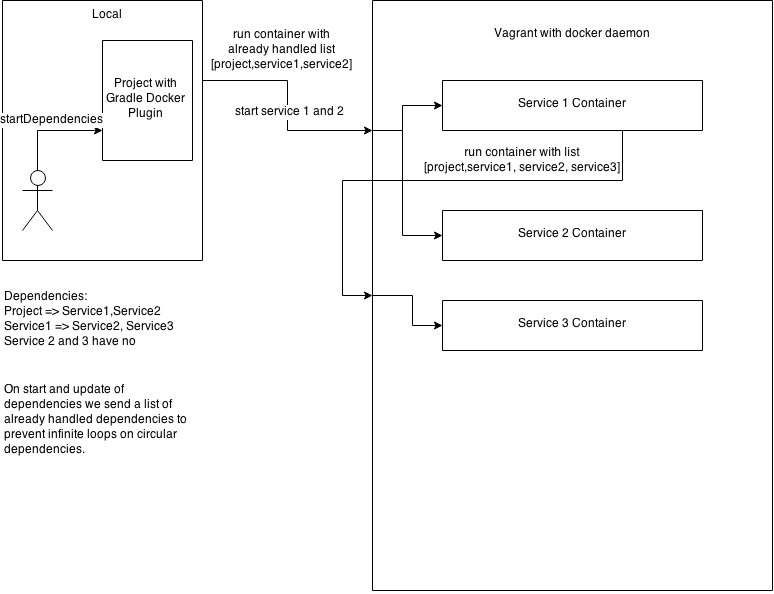 Local
Project with
Gradle Docker
Plugin
startDependencies
run container with
already handled list
[project,service1,service2]
start service 1 and 2
Vagrant with docker daemon
Service 1 Container
run container with list
[project,service1, service2, service3]
Service 2 Container
Service 3 Container
Dependencies:
Project => Service1,Service2
Service1 => Service2, Service3
Service 2 and 3 have no
On start and update of
dependencies we send a list of
already handled dependencies to
prevent infinite loops on circular
dependencies.